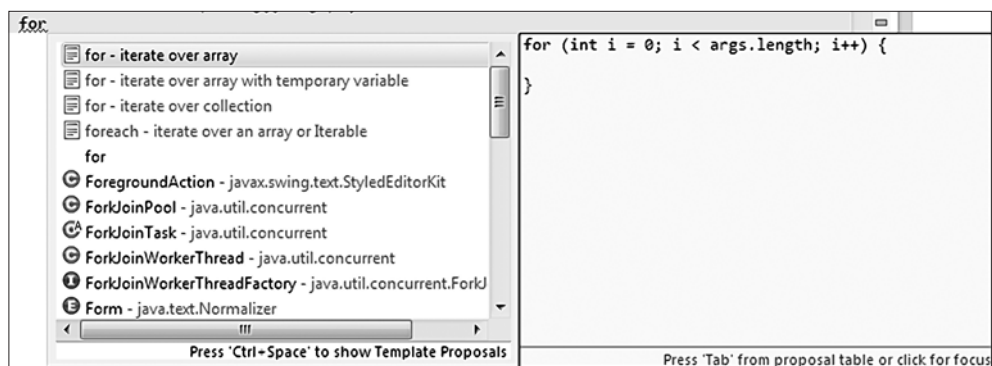 for
for - iterate over array
for - iterate over array with temporary variable
for - iterate over collection
foreach - iterate over an array or Iterable
for
ForegroundAction - javax.swing.text.StyledEditorKit
ForkJoinPool - java.util.concurrent
ForkJoinTask - java.util.concurrent
ForkJoinWorkerThread - java.util.concurrent
ForkJoinWorkerThreadFactory - java.util.concurrent.ForkJ
Form - java.text.Normalizer
Press 'Ctrl+Space' to show Template Proposals
for (int i = 0; i < args.length; i++) {
}
Press 'Tab' from proposal table or click for focus